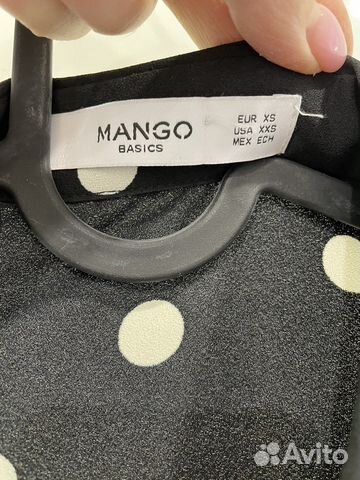 MANGO
BASICS
EUR XS
USA XXS
MEX ECH
Avito